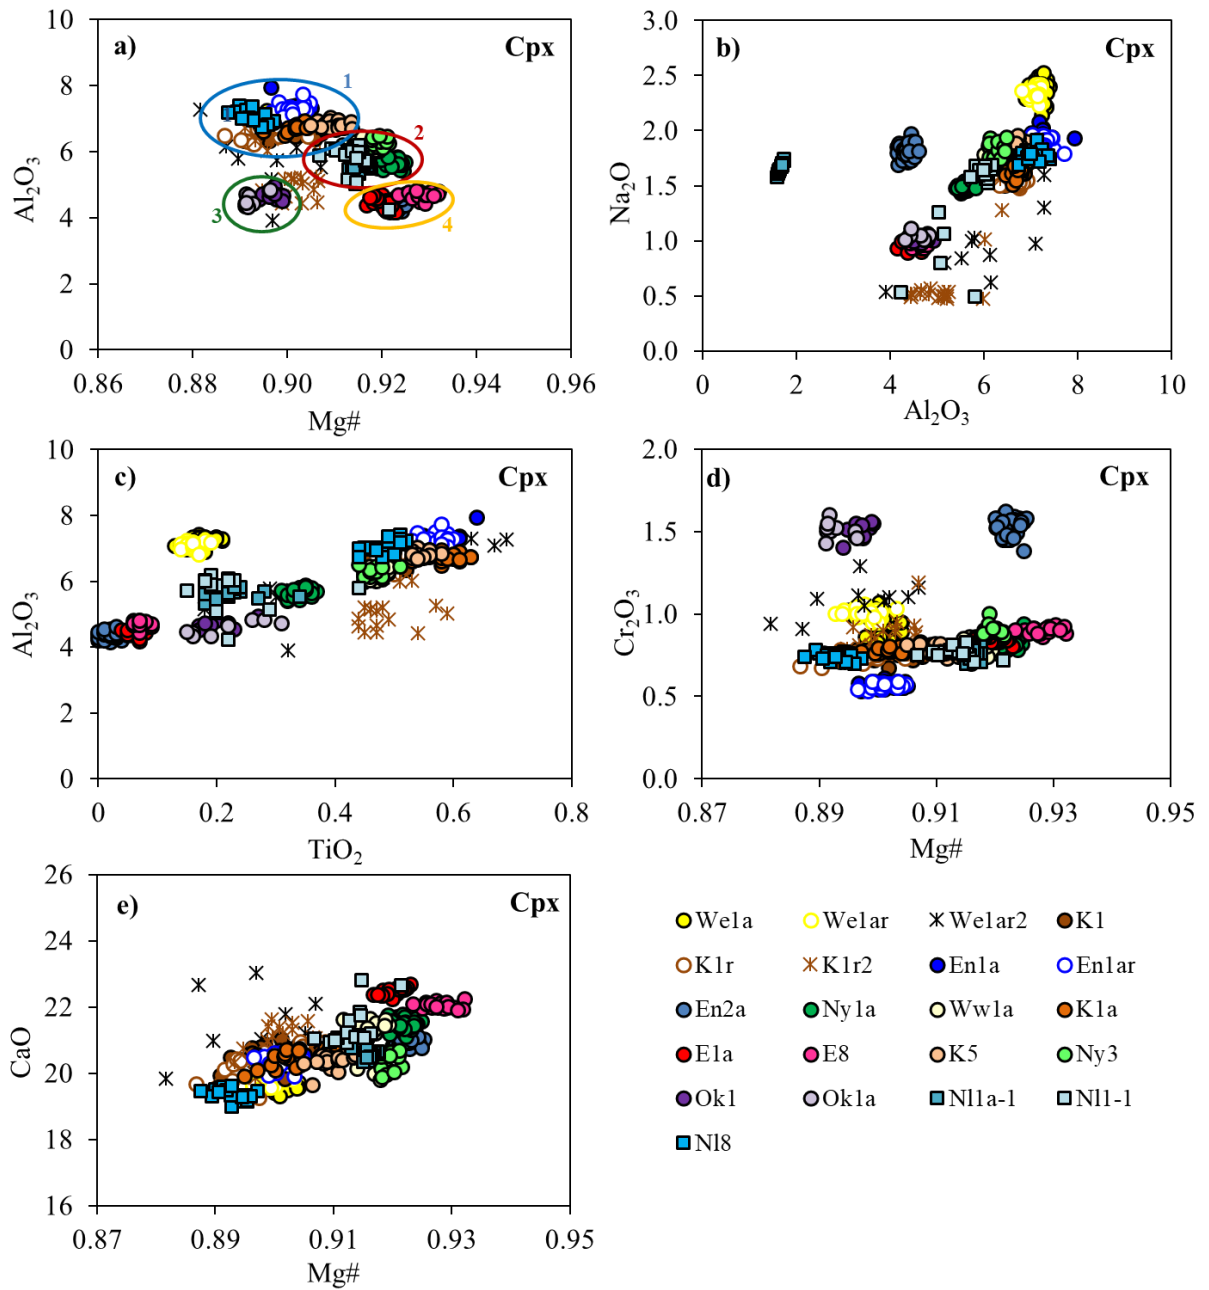 a)
Cpx
10
8
6
4
2
0
Al₂O₃
1
2
3
4
0.86 0.88 0.90 0.92 0.94 0.96
Mg#
b)
Cpx
3.0
2.5
2.0
1.5
1.0
0.5
0.0
Na₂O
0 2 4 6 8 10
Al₂O₃
c)
Cpx
10
8
6
4
2
0
Al₂O₃
0 0.2 0.4 0.6 0.8
TiO₂
d)
Cpx
2.0
1.5
1.0
0.5
0.0
Cr₂O₃
0.87 0.89 0.91 0.93 0.95
Mg#
e)
Cpx
26
24
22
20
18
16
CaO
0.87 0.89 0.91 0.93 0.95
Mg#
We1a We1ar We1ar2 K1
K1r K1r2 En1a En1ar
En2a Ny1a Ww1a K1a
E1a E8 K5 Ny3
Ok1 Ok1a Nl1a-1 Nl1-1
Nl8